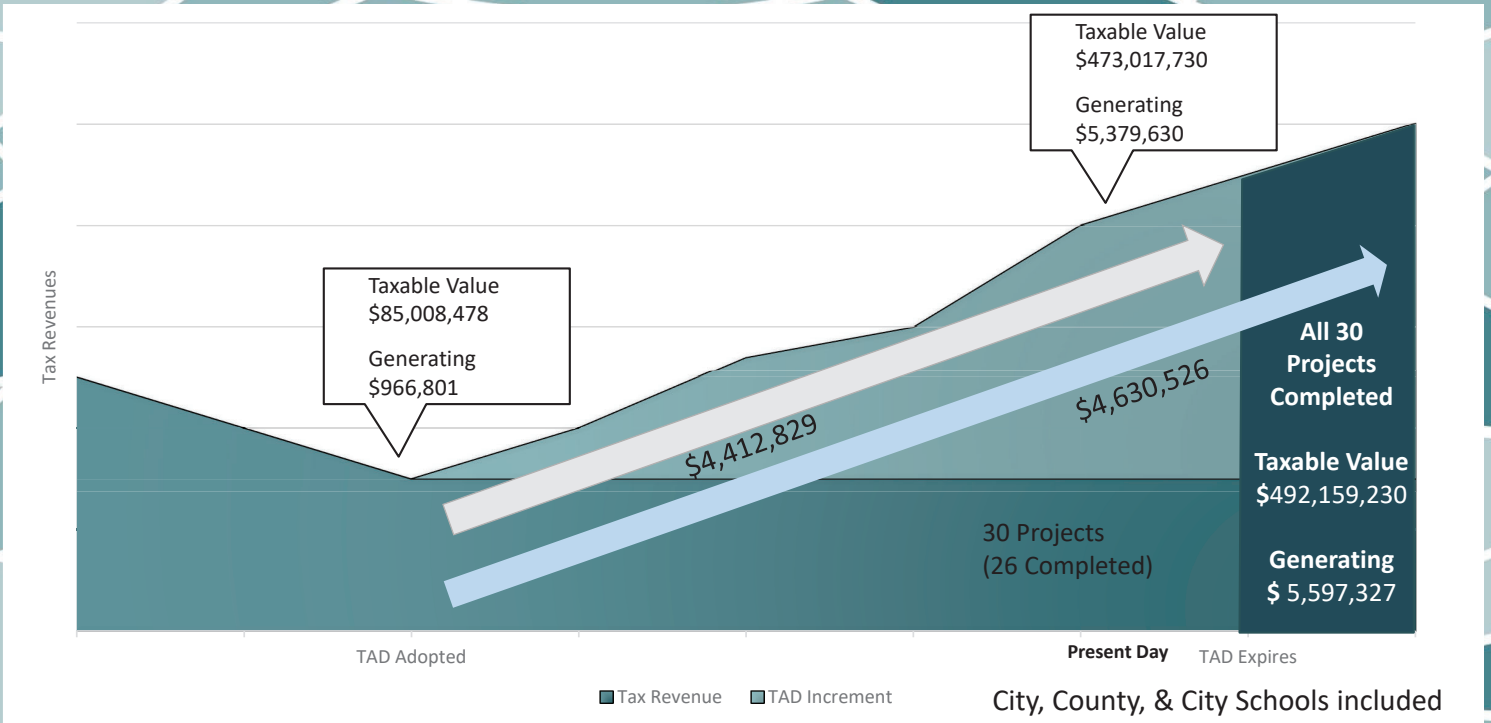 Taxable Value
$473,017,730
Generating
$5,379,630
Tax Revenues
Taxable Value
$85,008,478
Generating
$966,801
$4,412,829
$4,630,526
All 30
Projects
Completed
Taxable Value
$492,159,230
Generating
$ 5,597,327
30 Projects
(26 Completed)
TAD Adopted
Present Day
TAD Expires
Tax Revenue
TAD Increment
City, County, & City Schools included